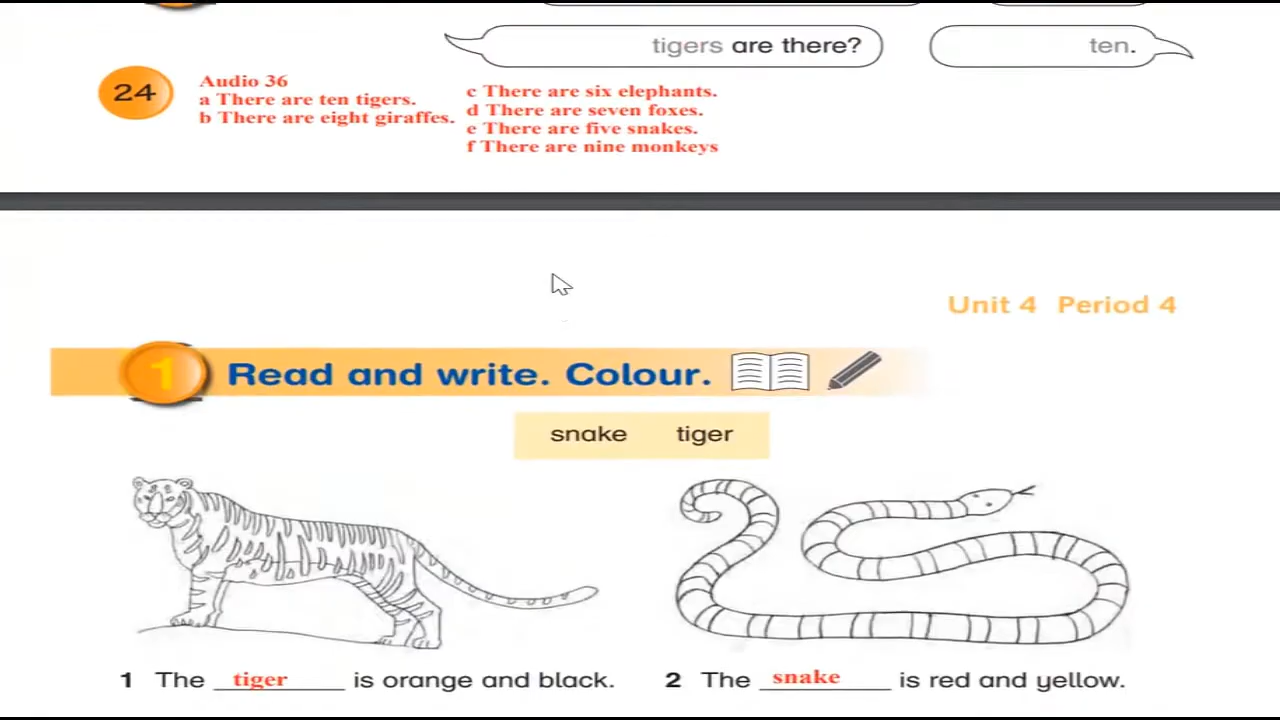 tigers are there?
ten.
24
Audio 36
a There are ten tigers.
b There are eight giraffes.
c There are six elephants.
d There are seven foxes.
e There are five snakes.
f There are nine monkeys
Unit 4 Period 4
1 Read and write. Colour.
snake tiger
1 The tiger is orange and black.
2 The snake is red and yellow.